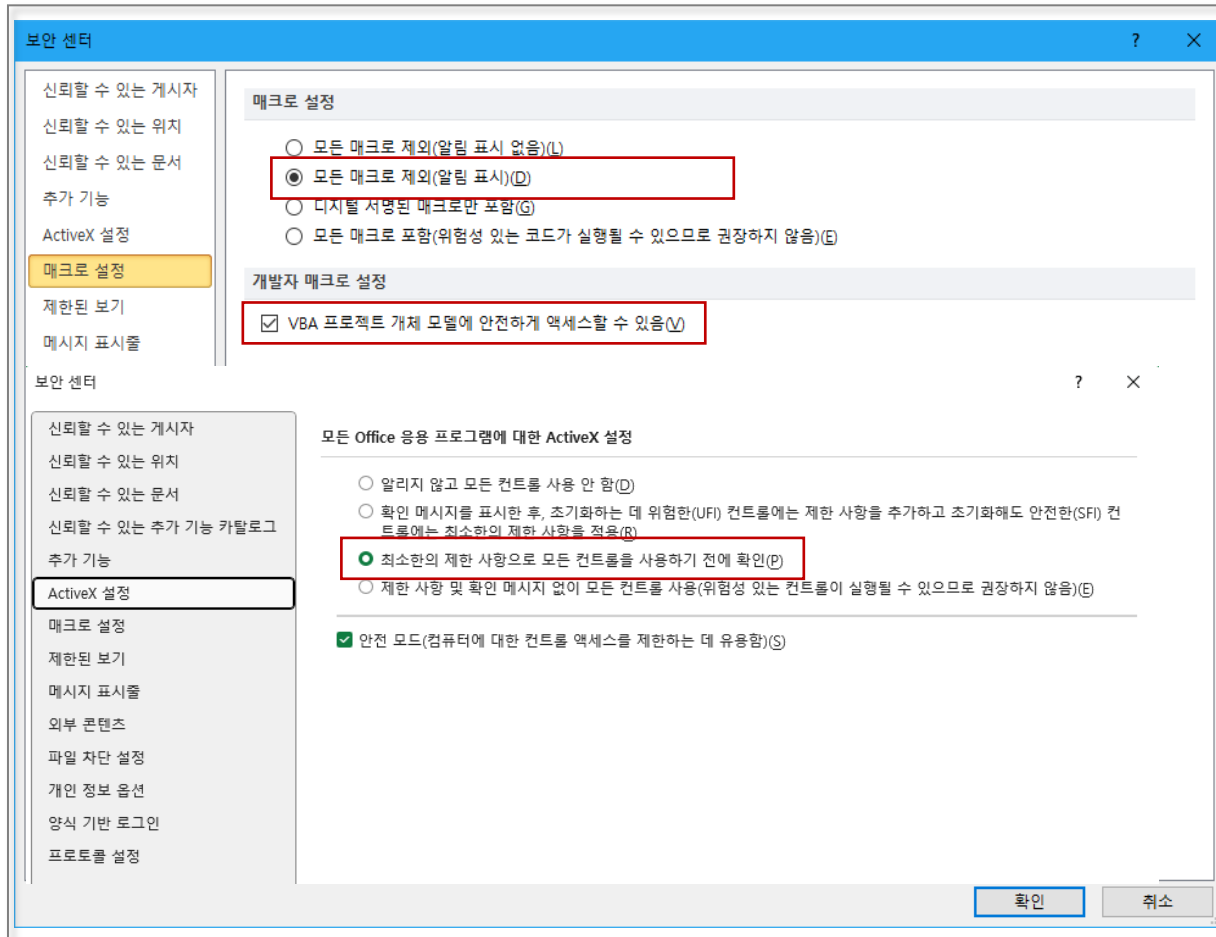 보안 센터
신뢰할 수 있는 게시자
신뢰할 수 있는 위치
신뢰할 수 있는 문서
추가 기능
ActiveX 설정
매크로 설정
제한된 보기
메시지 표시줄
매크로 설정
모든 매크로 제외(알림 표시 없음)(L)
모든 매크로 제외(알림 표시)(D)
디지털 서명된 매크로만 포함(G)
모든 매크로 포함(위험성 있는 코드가 실행될 수 있으므로 권장하지 않음)(E)
개발자 매크로 설정
VBA 프로젝트 개체 모델에 안전하게 액세스할 수 있음(V)
보안 센터
신뢰할 수 있는 게시자
신뢰할 수 있는 위치
신뢰할 수 있는 문서
신뢰할 수 있는 추가 기능 카탈로그
추가 기능
ActiveX 설정
매크로 설정
제한된 보기
메시지 표시줄
외부 콘텐츠
파일 차단 설정
개인 정보 옵션
양식 기반 로그인
프로토콜 설정
모든 Office 응용 프로그램에 대한 ActiveX 설정
알리지 않고 모든 컨트롤 사용 안 함(D)
확인 메시지를 표시한 후, 초기화하는 데 위험한(UFI) 컨트롤에는 제한 사항을 추가하고 초기화해도 안전한(SFI) 컨
트롤에는 최소한의 제한 사항을 적용(R)
최소한의 제한 사항으로 모든 컨트롤을 사용하기 전에 확인(P)
제한 사항 및 확인 메시지 없이 모든 컨트롤 사용(위험성 있는 컨트롤이 실행될 수 있으므로 권장하지 않음)(E)
안전 모드(컴퓨터에 대한 컨트롤 액세스를 제한하는 데 유용함)(S)
확인
취소